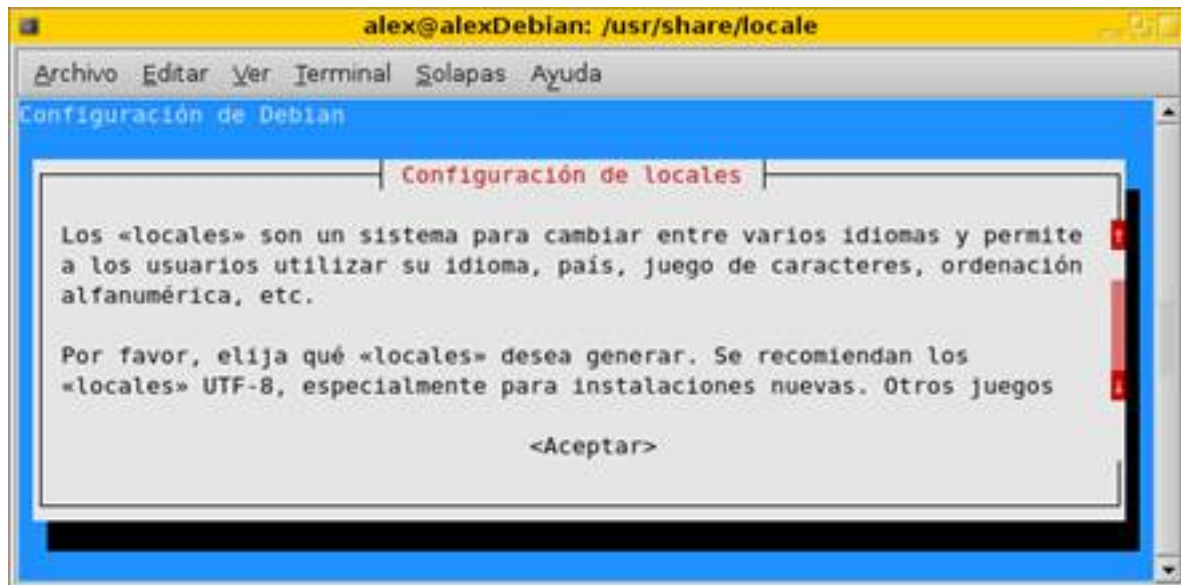 alex@alexDebian: /usr/share/locale
Archivo Editar Ver Terminal Solapas Ayuda
Configuración de Debian
Configuración de locales
Los «locales» son un sistema para cambiar entre varios idiomas y permite
a los usuarios utilizar su idioma, país, juego de caracteres, ordenación
alfanumérica, etc.
Por favor, elija qué «locales» desea generar. Se recomiendan los
«locales» UTF-8, especialmente para instalaciones nuevas. Otros juegos
<Aceptar>